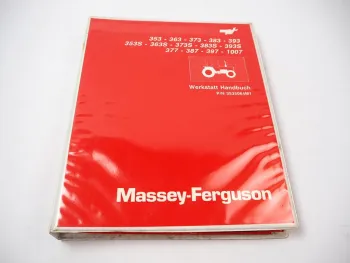 353 - 363 - 373 - 383 - 393
353S - 363S - 373S - 383S - 393S
377 - 387 - 397 - 1007
Werkstatt Handbuch
Massey-Ferguson